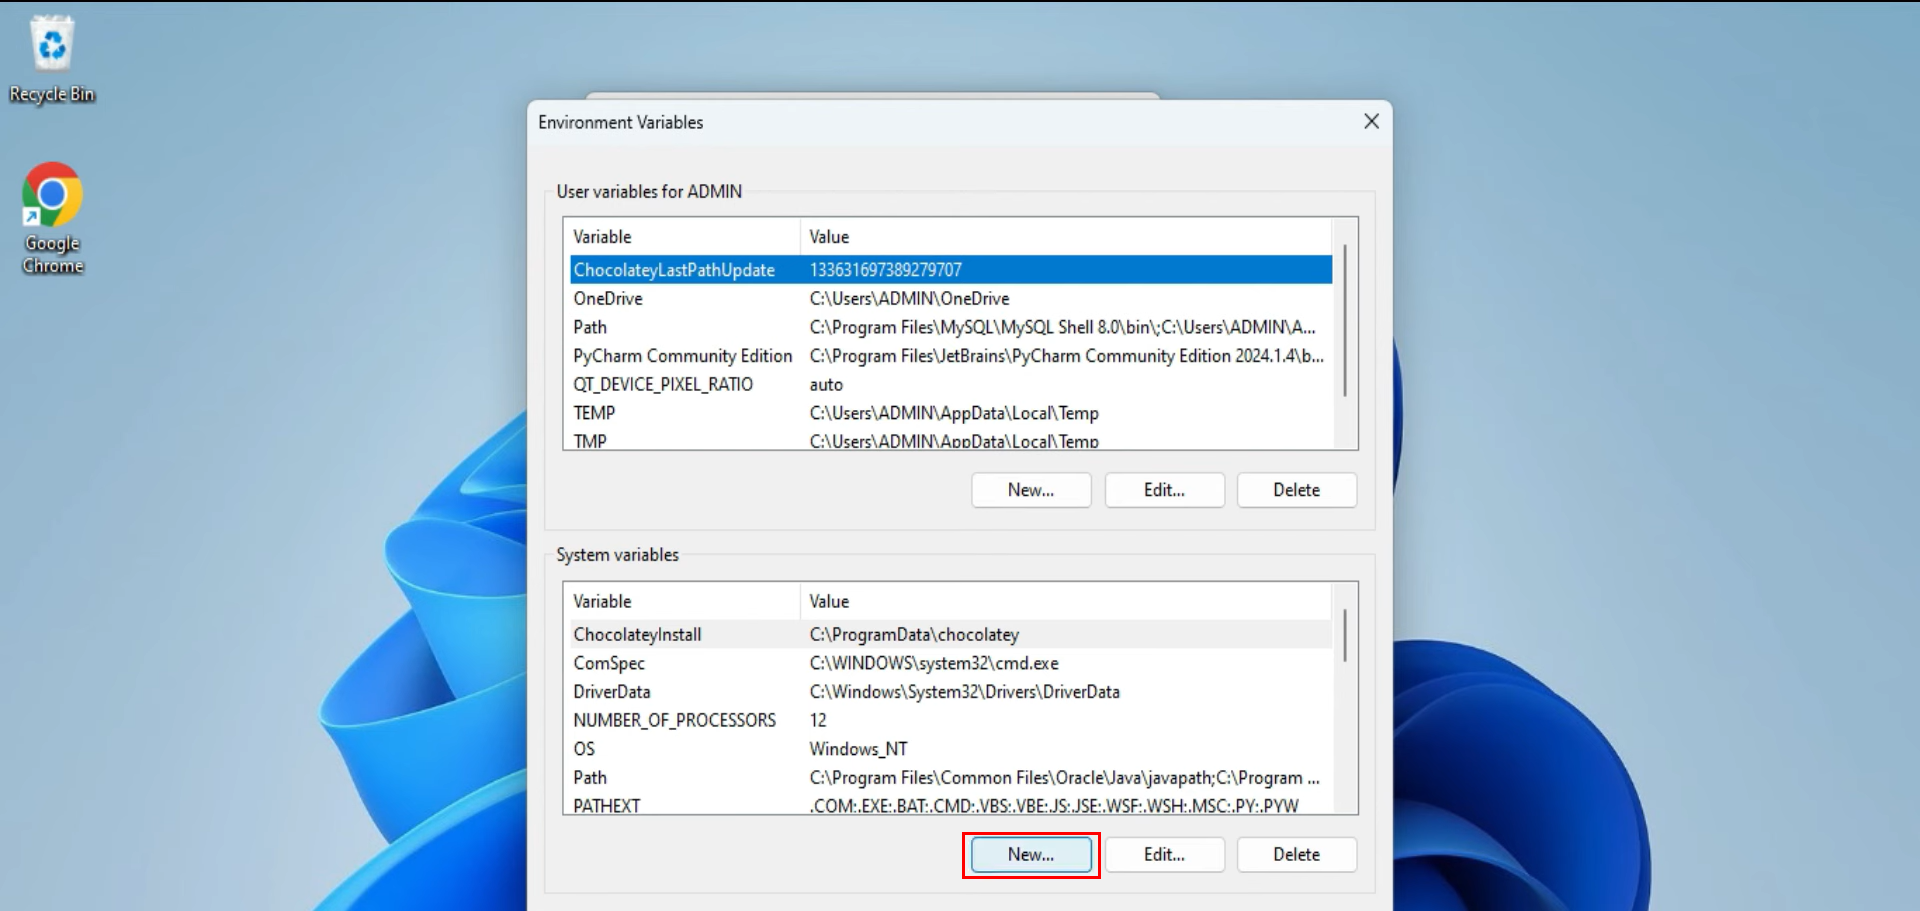 Recycle Bin
Google
Chrome
Environment Variables
User variables for ADMIN
Variable Value
ChocolateyLastPathUpdate 133631697389279707
OneDrive C:\Users\ADMIN\OneDrive
Path C:\Program Files\MySQL\MySQL Shell 8.0\bin\;C:\Users\ADMIN\A...
PyCharm Community Edition C:\Program Files\JetBrains\PyCharm Community Edition 2024.1.4\b...
QT_DEVICE_PIXEL_RATIO auto
TEMP C:\Users\ADMIN\AppData\Local\Temp
TMP C:\Users\ADMIN\AppData\Local\Temp
New... Edit... Delete
System variables
Variable Value
ChocolateyInstall C:\ProgramData\chocolatey
ComSpec C:\WINDOWS\system32\cmd.exe
DriverData C:\Windows\System32\Drivers\DriverData
NUMBER_OF_PROCESSORS 12
OS Windows_NT
Path C:\Program Files\Common Files\Oracle\Java\javapath;C:\Program ...
PATHEXT .COM;.EXE;.BAT;.CMD;.VBS;.VBE;.JS;.JSE;.WSF;.WSH;.MSC;.PY;.PYW
New... Edit... Delete